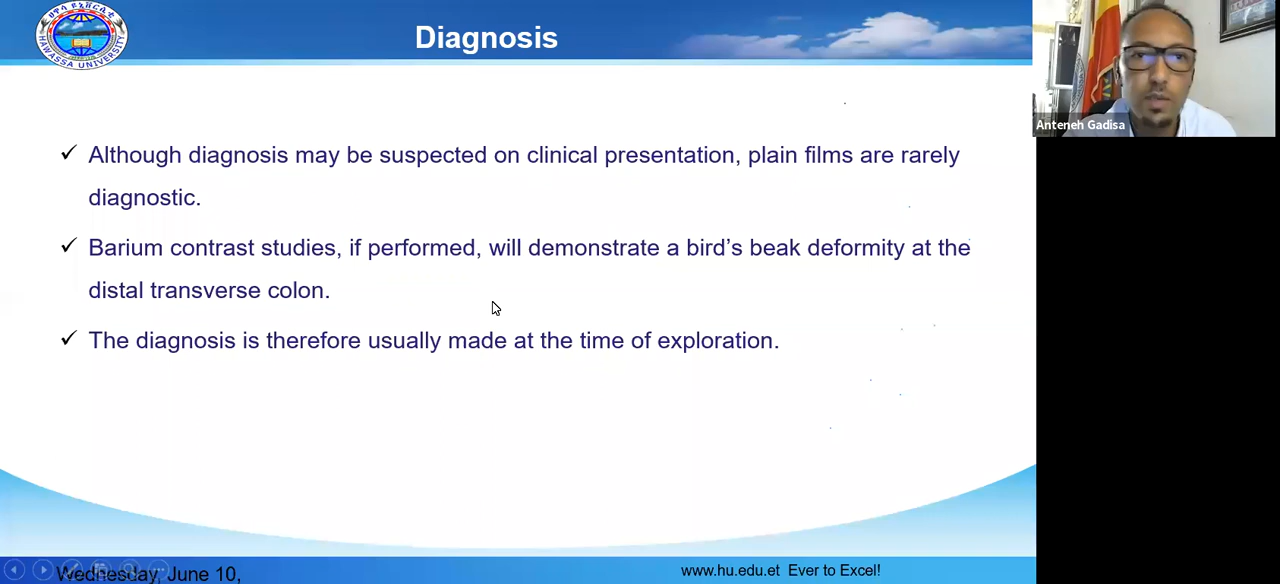 Diagnosis
HAWASSA UNIVERSITY
Anteneh Gadisa
✓ Although diagnosis may be suspected on clinical presentation, plain films are rarely
diagnostic.
✓ Barium contrast studies, if performed, will demonstrate a bird’s beak deformity at the
distal transverse colon.
✓ The diagnosis is therefore usually made at the time of exploration.
Wednesday, June 10,
www.hu.edu.et Ever to Excel!